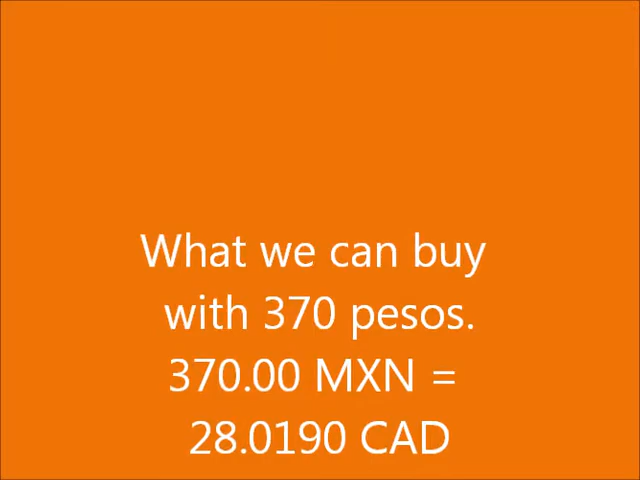 What we can buy
with 370 pesos.
370.00 MXN =
28.0190 CAD